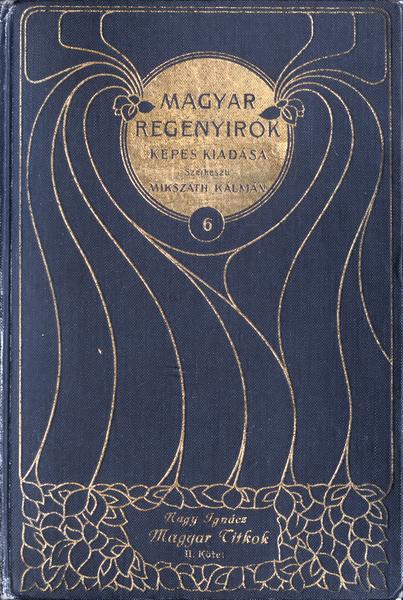 MAGYAR
REGÉNYIRÓK
KÉPES KIADÁSA
Szerkeszti
MIKSZÁTH KÁLMÁN
6
Nagy Ignácz
Magyar Titkok
II. Kötet